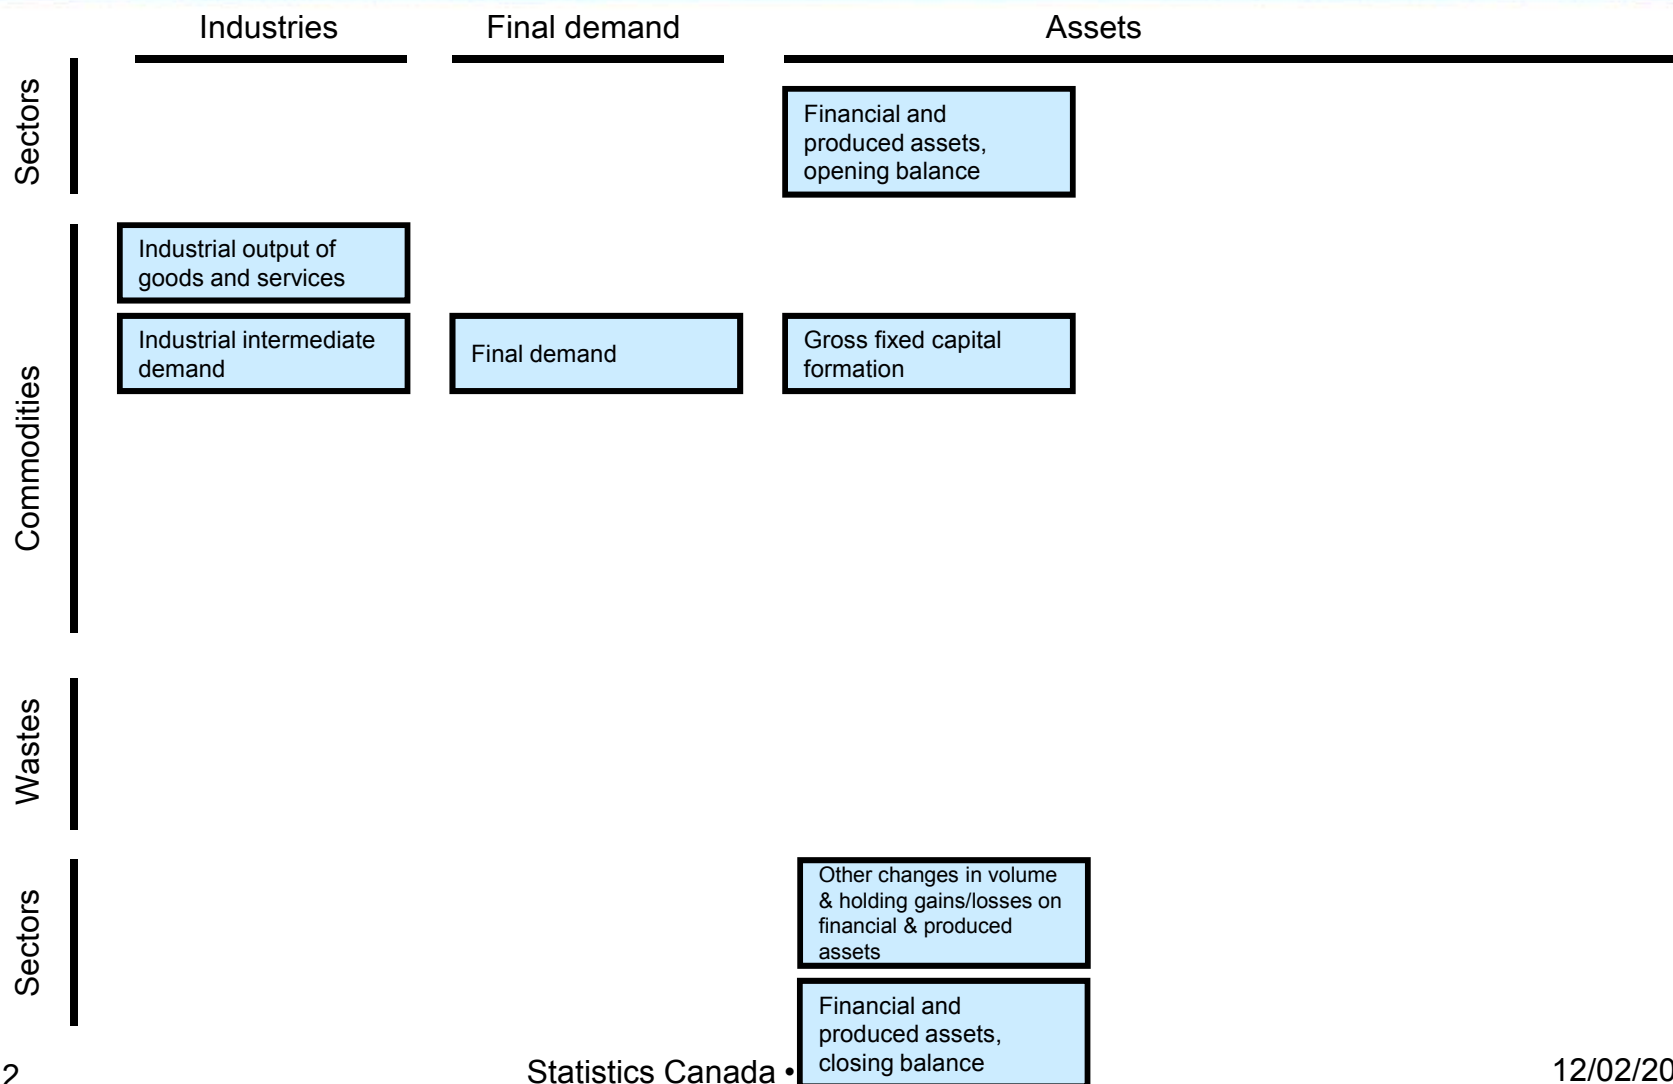 Industries
Final demand
Assets
Sectors
Financial and
produced assets,
opening balance
Commodities
Industrial output of
goods and services
Industrial intermediate
demand
Final demand
Gross fixed capital
formation
Wastes
Sectors
Other changes in volume
& holding gains/losses on
financial & produced
assets
Financial and
produced assets,
closing balance
2
Statistics Canada •
12/02/20